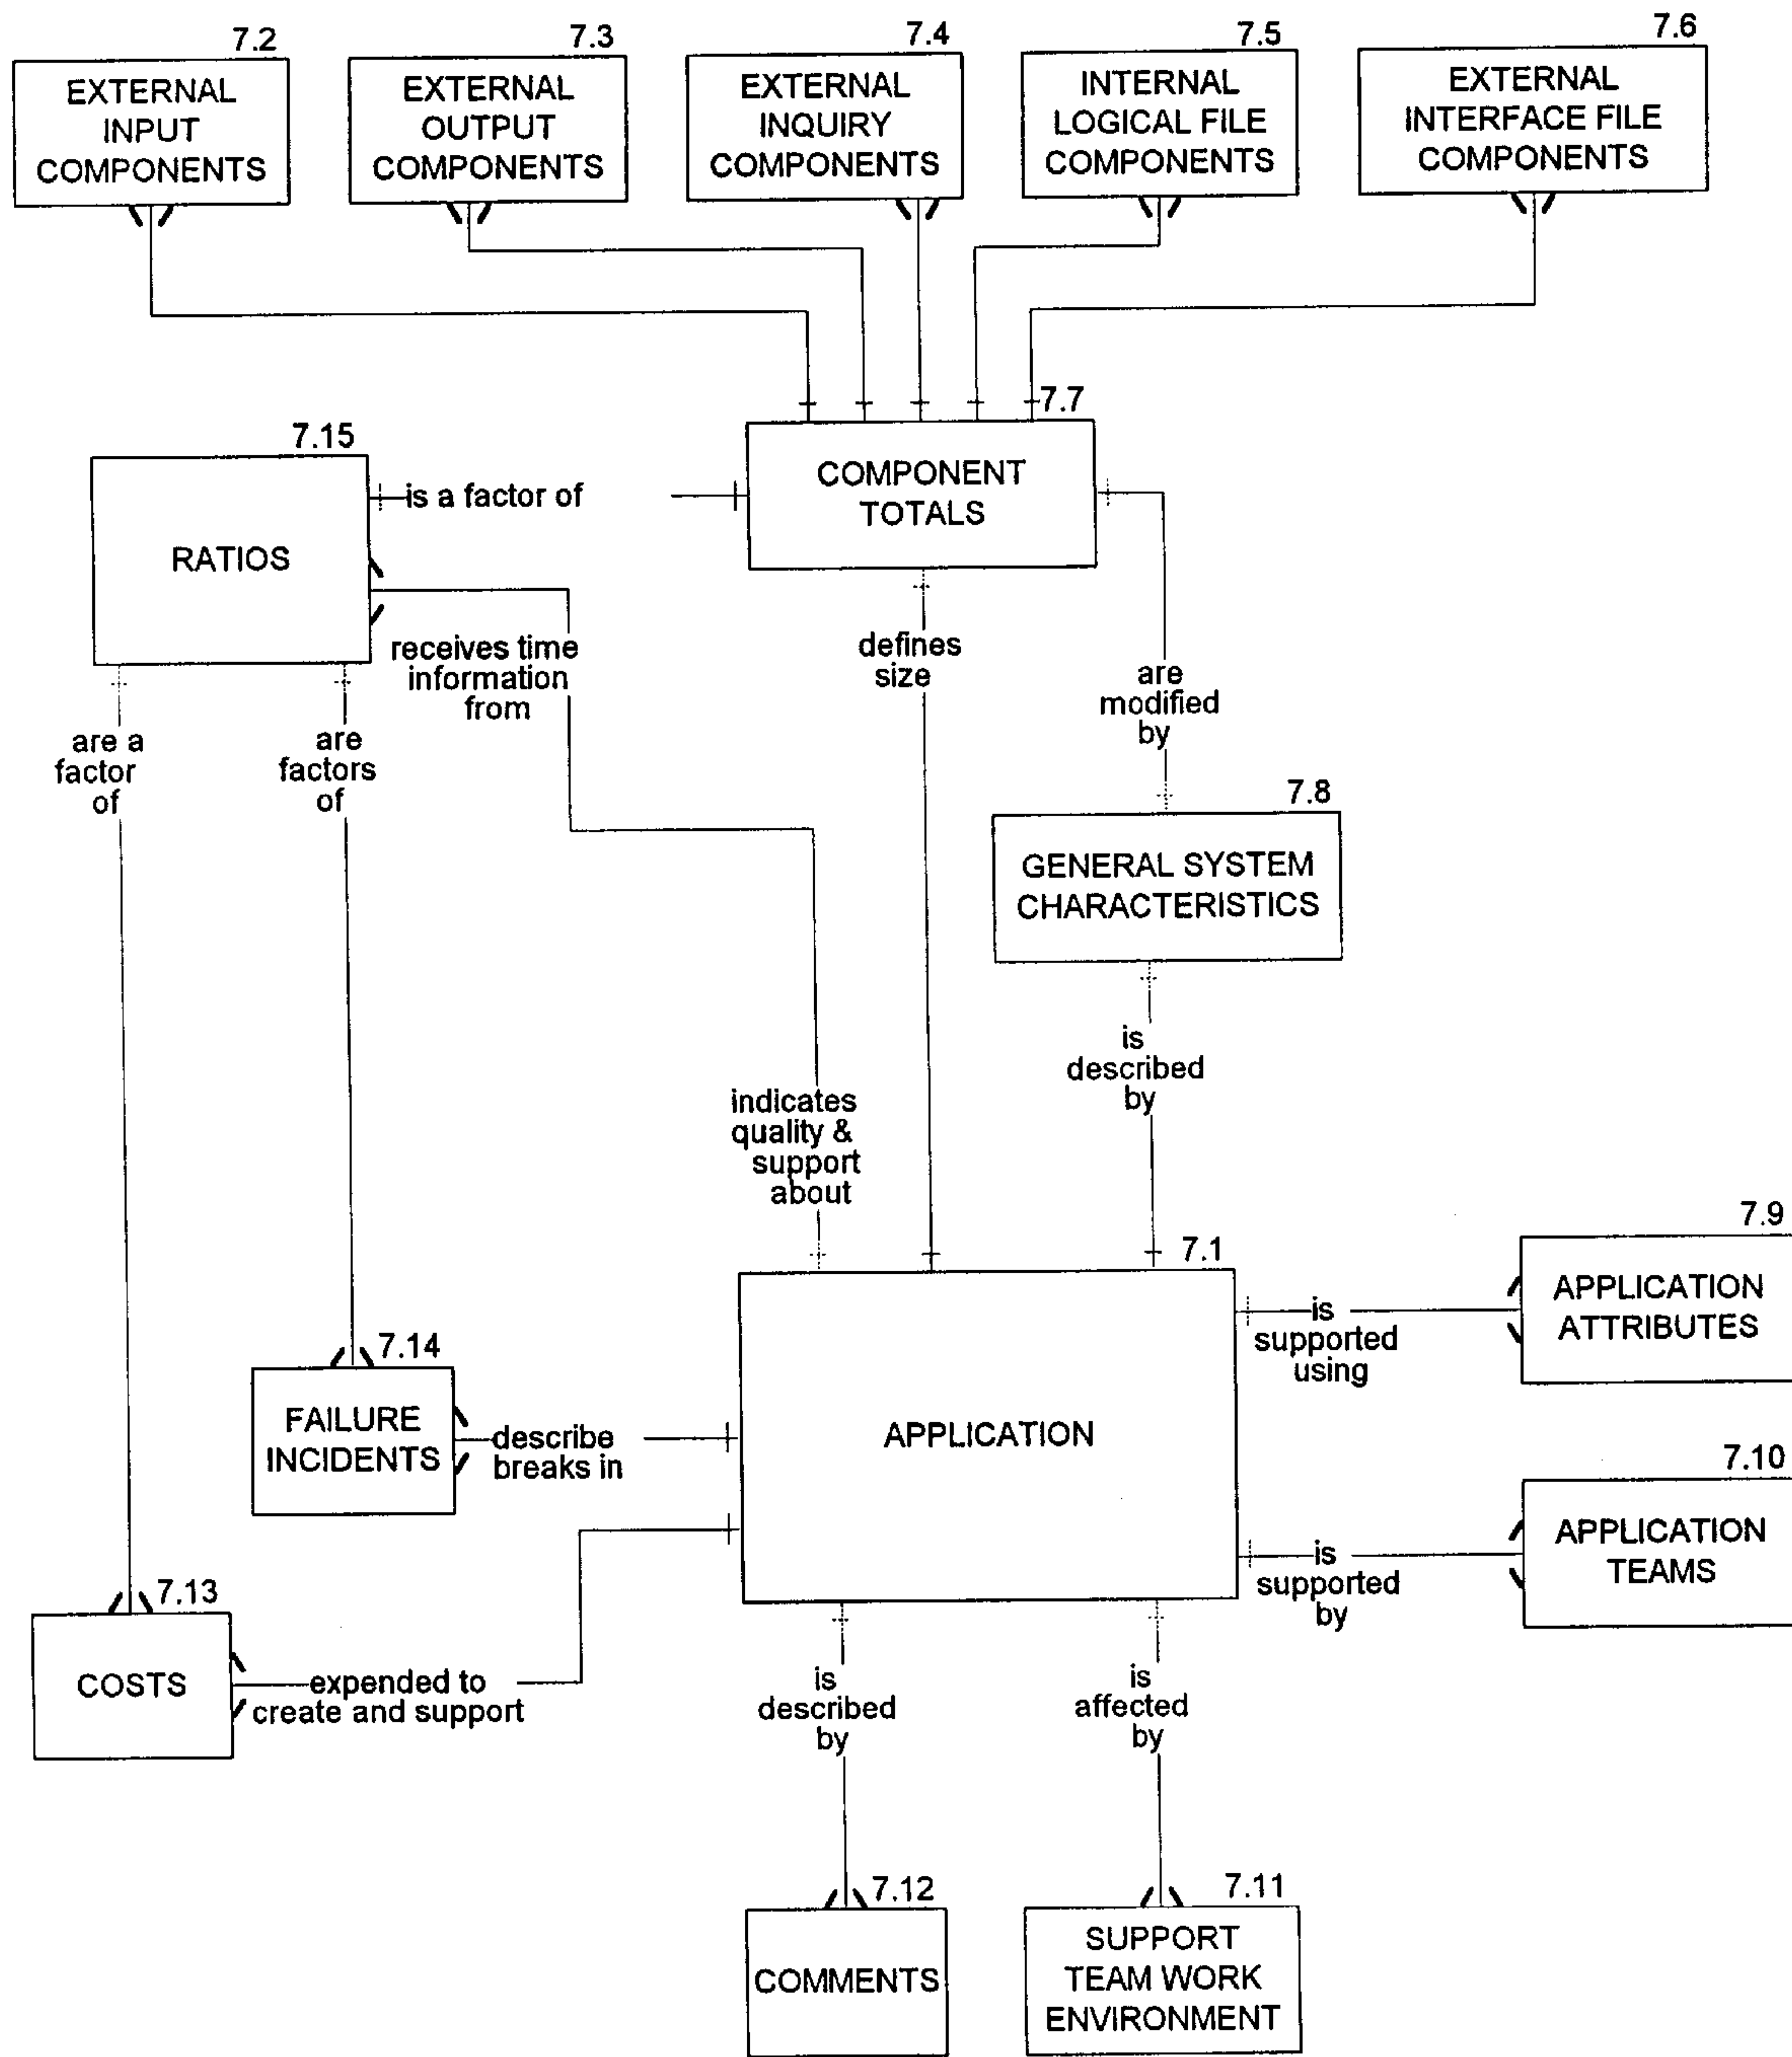 7.2
EXTERNAL
INPUT
COMPONENTS
7.3
EXTERNAL
OUTPUT
COMPONENTS
7.4
EXTERNAL
INQUIRY
COMPONENTS
7.5
INTERNAL
LOGICAL FILE
COMPONENTS
7.6
EXTERNAL
INTERFACE FILE
COMPONENTS
7.7
COMPONENT
TOTALS
7.15
RATIOS
is a factor of
receives time
information
from
defines
size
are
modified
by
are a
factor
of
are
factors
of
7.8
GENERAL SYSTEM
CHARACTERISTICS
is
described
by
indicates
quality &
support
about
7.1
APPLICATION
7.9
APPLICATION
ATTRIBUTES
is
supported
using
7.14
FAILURE
INCIDENTS
describe
breaks in
7.10
APPLICATION
TEAMS
is
supported
by
7.13
COSTS
expended to
create and support
is
described
by
is
affected
by
7.12
COMMENTS
7.11
SUPPORT
TEAM WORK
ENVIRONMENT